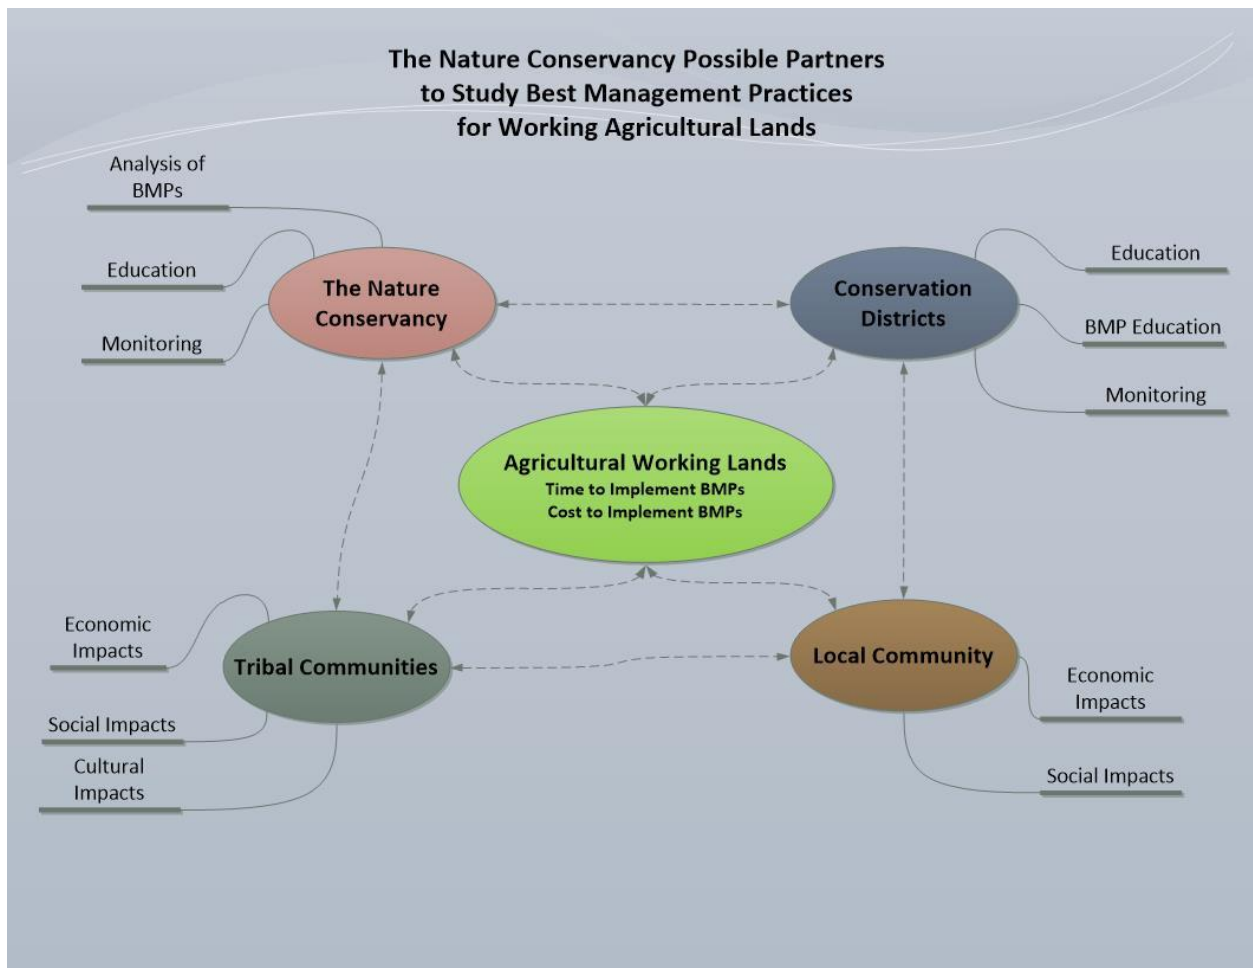 The Nature Conservancy Possible Partners
to Study Best Management Practices
for Working Agricultural Lands
Analysis of
BMPs
Education
Monitoring
The Nature
Conservancy
Conservation
Districts
Education
BMP Education
Monitoring
Agricultural Working Lands
Time to Implement BMPs
Cost to Implement BMPs
Economic
Impacts
Social Impacts
Cultural
Impacts
Tribal Communities
Local Community
Economic
Impacts
Social Impacts